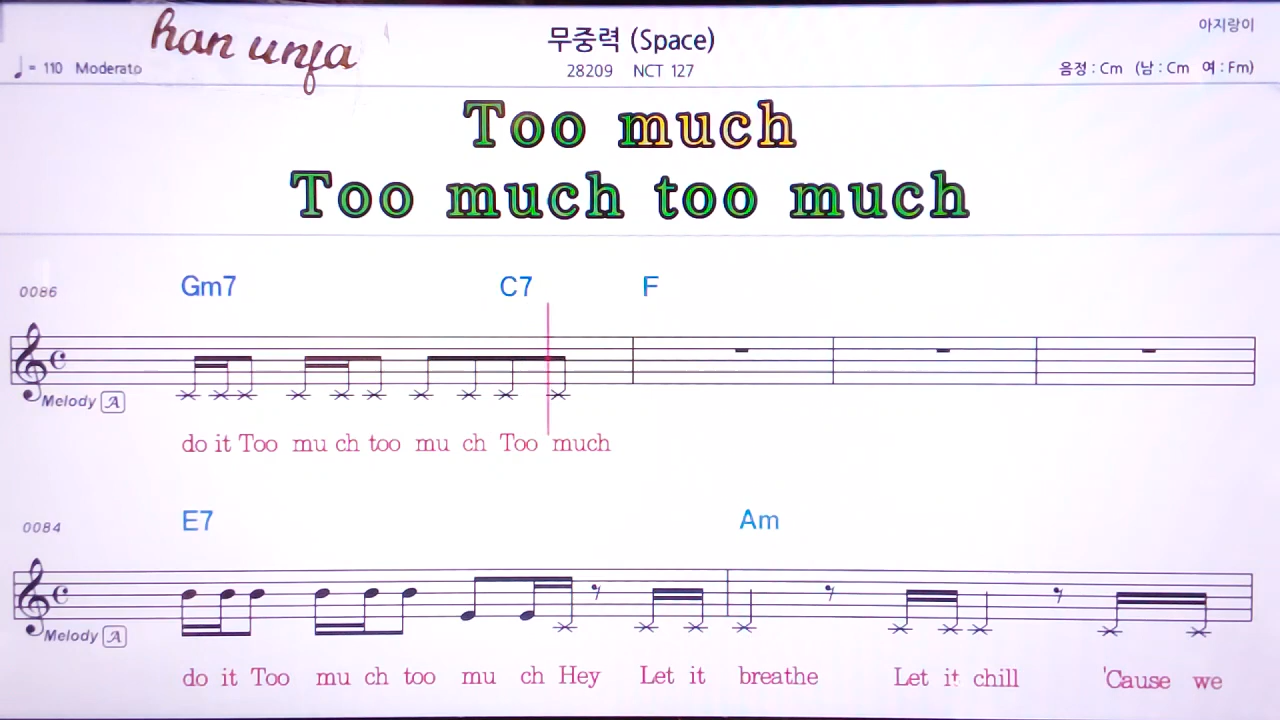 han unfa
무중력 (Space)
아지랑이
♩= 110 Moderato
28209 NCT 127
음정 : Cm (남 : Cm 여 : Fm)
Too much
Too much too much
0086
Gm7 C7 F
Melody A
do it Too mu ch too mu ch Too much
0084
E7 Am
Melody A
do it Too mu ch too mu ch Hey Let it breathe Let it chill 'Cause we